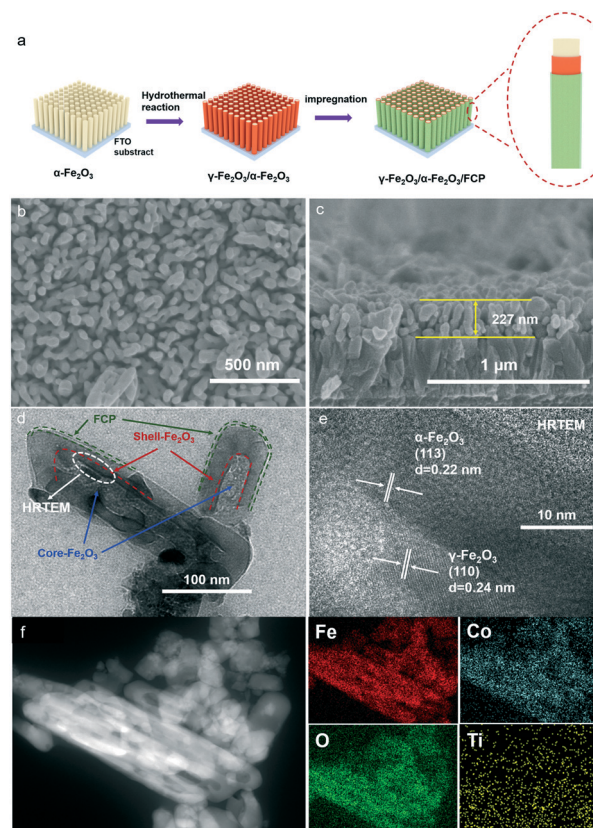 a
Hydrothermal
reaction
impregnation
FTO
substract
α-Fe₂O₃
γ-Fe₂O₃/α-Fe₂O₃
γ-Fe₂O₃/α-Fe₂O₃/FCP
b
500 nm
c
227 nm
1 µm
d
FCP
Shell-Fe₂O₃
HRTEM
Core-Fe₂O₃
100 nm
e
HRTEM
α-Fe₂O₃
(113)
d=0.22 nm
10 nm
γ-Fe₂O₃
(110)
d=0.24 nm
f
Fe
Co
O
Ti